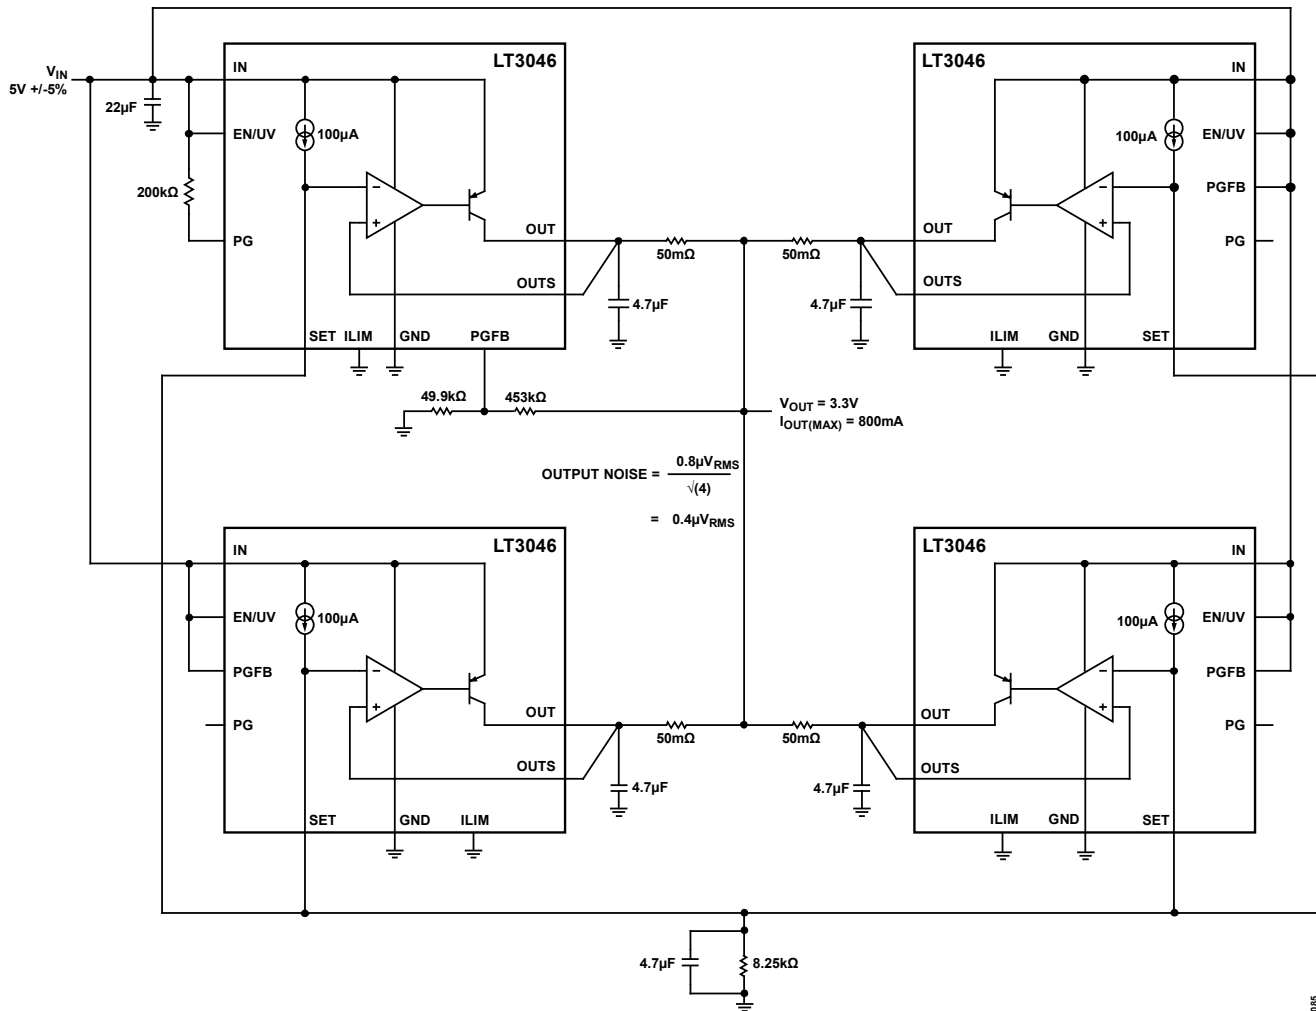 LT3046
IN
V_IN
5V +/-5%
22µF
EN/UV
100µA
200kΩ
PG
OUT
OUTS
50mΩ
4.7µF
SET
ILIM
GND
PGFB
LT3046
IN
EN/UV
100µA
PGFB
PG
OUT
OUTS
50mΩ
4.7µF
ILIM
GND
SET
49.9kΩ
453kΩ
V_OUT = 3.3V
I_OUT(MAX) = 800mA
OUTPUT NOISE = 0.8µV_RMS
√(4)
= 0.4µV_RMS
LT3046
IN
EN/UV
100µA
PGFB
PG
OUT
OUTS
50mΩ
4.7µF
SET
GND
ILIM
LT3046
IN
EN/UV
100µA
PGFB
PG
OUT
OUTS
50mΩ
4.7µF
ILIM
GND
SET
4.7µF
8.25kΩ
085